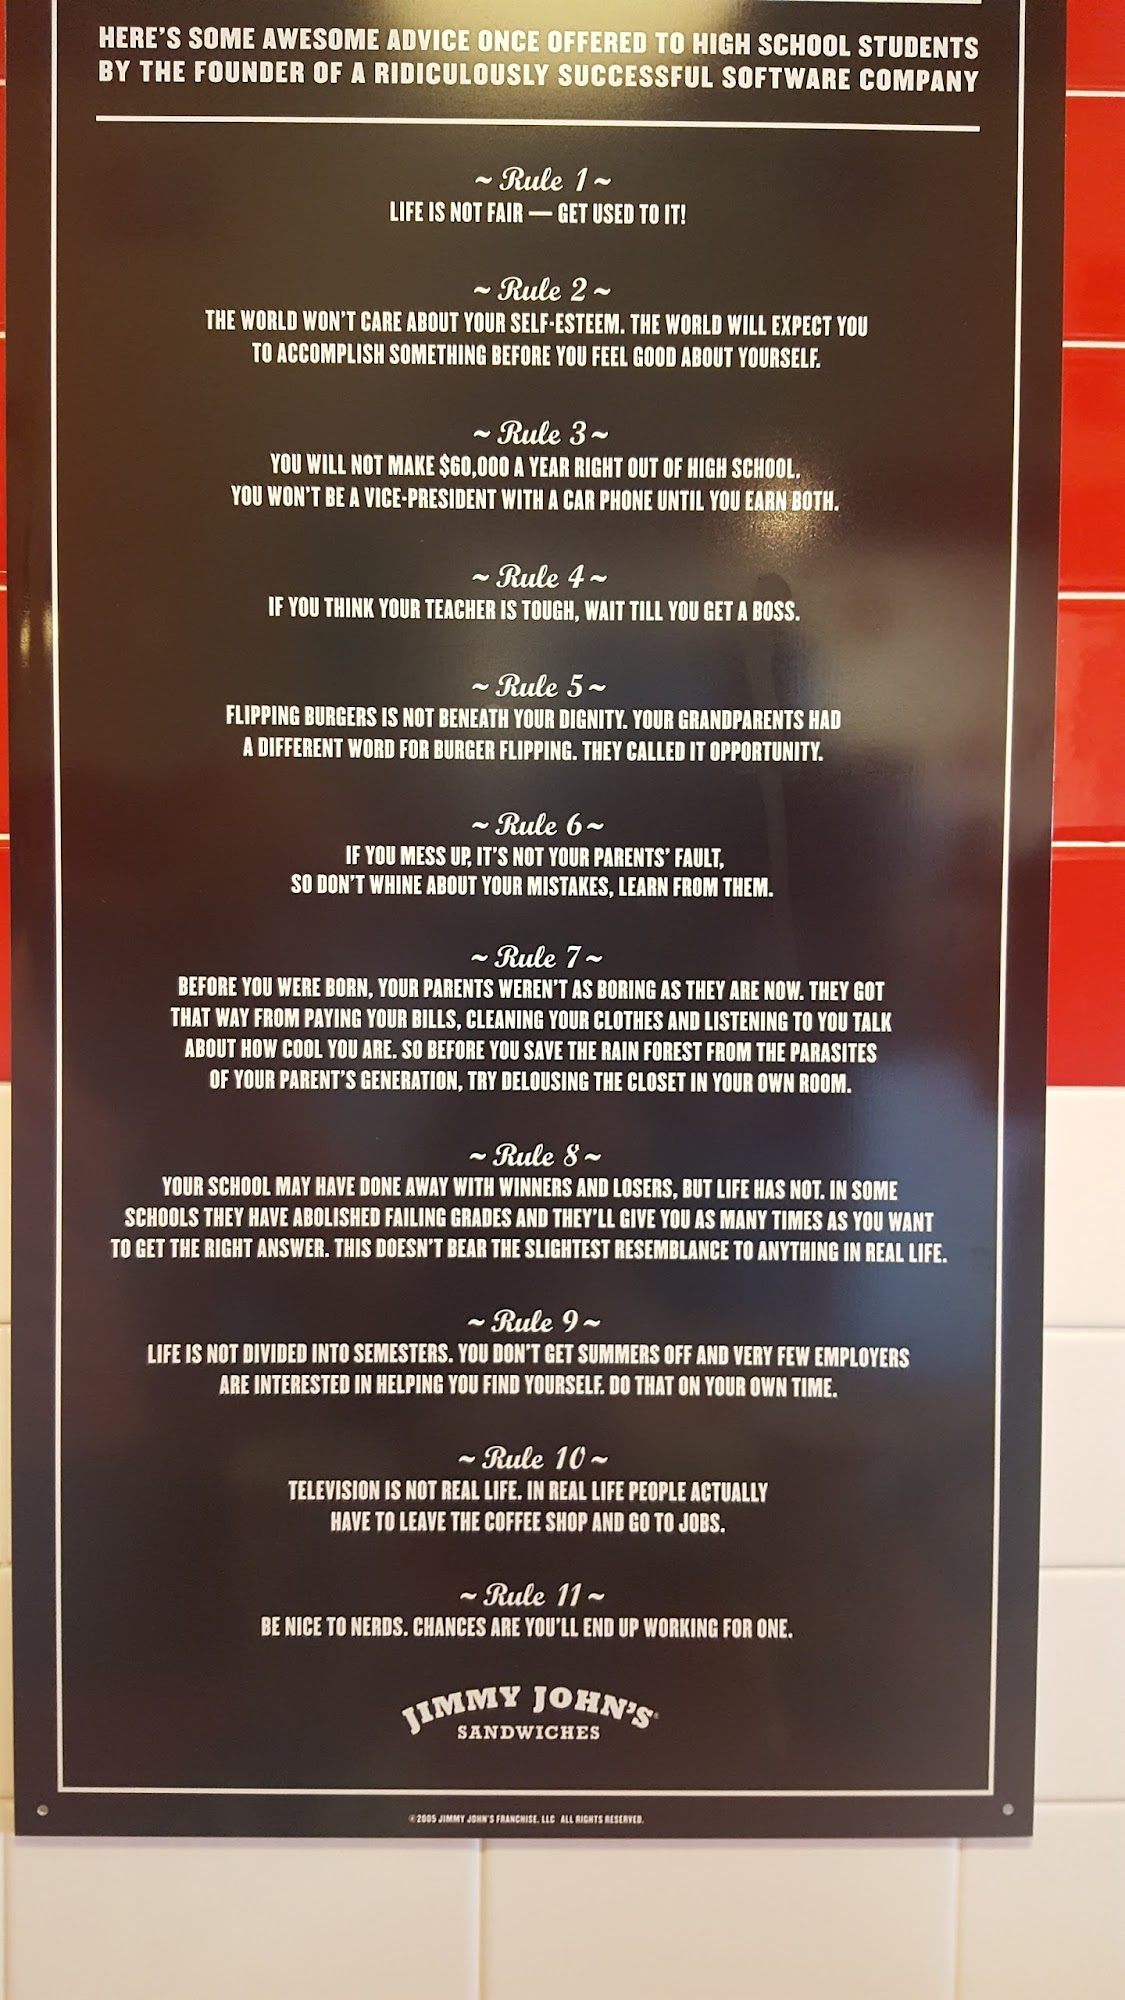 HERE'S SOME AWESOME ADVICE ONCE OFFERED TO HIGH SCHOOL STUDENTS
BY THE FOUNDER OF A RIDICULOUSLY SUCCESSFUL SOFTWARE COMPANY
~ Rule 1 ~
LIFE IS NOT FAIR — GET USED TO IT!
~ Rule 2 ~
THE WORLD WON'T CARE ABOUT YOUR SELF-ESTEEM. THE WORLD WILL EXPECT YOU
TO ACCOMPLISH SOMETHING BEFORE YOU FEEL GOOD ABOUT YOURSELF.
~ Rule 3 ~
YOU WILL NOT MAKE $60,000 A YEAR RIGHT OUT OF HIGH SCHOOL.
YOU WON'T BE A VICE-PRESIDENT WITH A CAR PHONE UNTIL YOU EARN BOTH.
~ Rule 4 ~
IF YOU THINK YOUR TEACHER IS TOUGH, WAIT TILL YOU GET A BOSS.
~ Rule 5 ~
FLIPPING BURGERS IS NOT BENEATH YOUR DIGNITY. YOUR GRANDPARENTS HAD
A DIFFERENT WORD FOR BURGER FLIPPING. THEY CALLED IT OPPORTUNITY.
~ Rule 6 ~
IF YOU MESS UP, IT'S NOT YOUR PARENTS' FAULT,
SO DON'T WHINE ABOUT YOUR MISTAKES, LEARN FROM THEM.
~ Rule 7 ~
BEFORE YOU WERE BORN, YOUR PARENTS WEREN'T AS BORING AS THEY ARE NOW. THEY GOT
THAT WAY FROM PAYING YOUR BILLS, CLEANING YOUR CLOTHES AND LISTENING TO YOU TALK
ABOUT HOW COOL YOU ARE. SO BEFORE YOU SAVE THE RAIN FOREST FROM THE PARASITES
OF YOUR PARENT'S GENERATION, TRY DELOUSING THE CLOSET IN YOUR OWN ROOM.
~ Rule 8 ~
YOUR SCHOOL MAY HAVE DONE AWAY WITH WINNERS AND LOSERS, BUT LIFE HAS NOT. IN SOME
SCHOOLS THEY HAVE ABOLISHED FAILING GRADES AND THEY'LL GIVE YOU AS MANY TIMES AS YOU WANT
TO GET THE RIGHT ANSWER. THIS DOESN'T BEAR THE SLIGHTEST RESEMBLANCE TO ANYTHING IN REAL LIFE.
~ Rule 9 ~
LIFE IS NOT DIVIDED INTO SEMESTERS. YOU DON'T GET SUMMERS OFF AND VERY FEW EMPLOYERS
ARE INTERESTED IN HELPING YOU FIND YOURSELF. DO THAT ON YOUR OWN TIME.
~ Rule 10 ~
TELEVISION IS NOT REAL LIFE. IN REAL LIFE PEOPLE ACTUALLY
HAVE TO LEAVE THE COFFEE SHOP AND GO TO JOBS.
~ Rule 11 ~
BE NICE TO NERDS. CHANCES ARE YOU'LL END UP WORKING FOR ONE.
JIMMY JOHN'S®
SANDWICHES
©2005 JIMMY JOHN'S FRANCHISE, LLC ALL RIGHTS RESERVED.